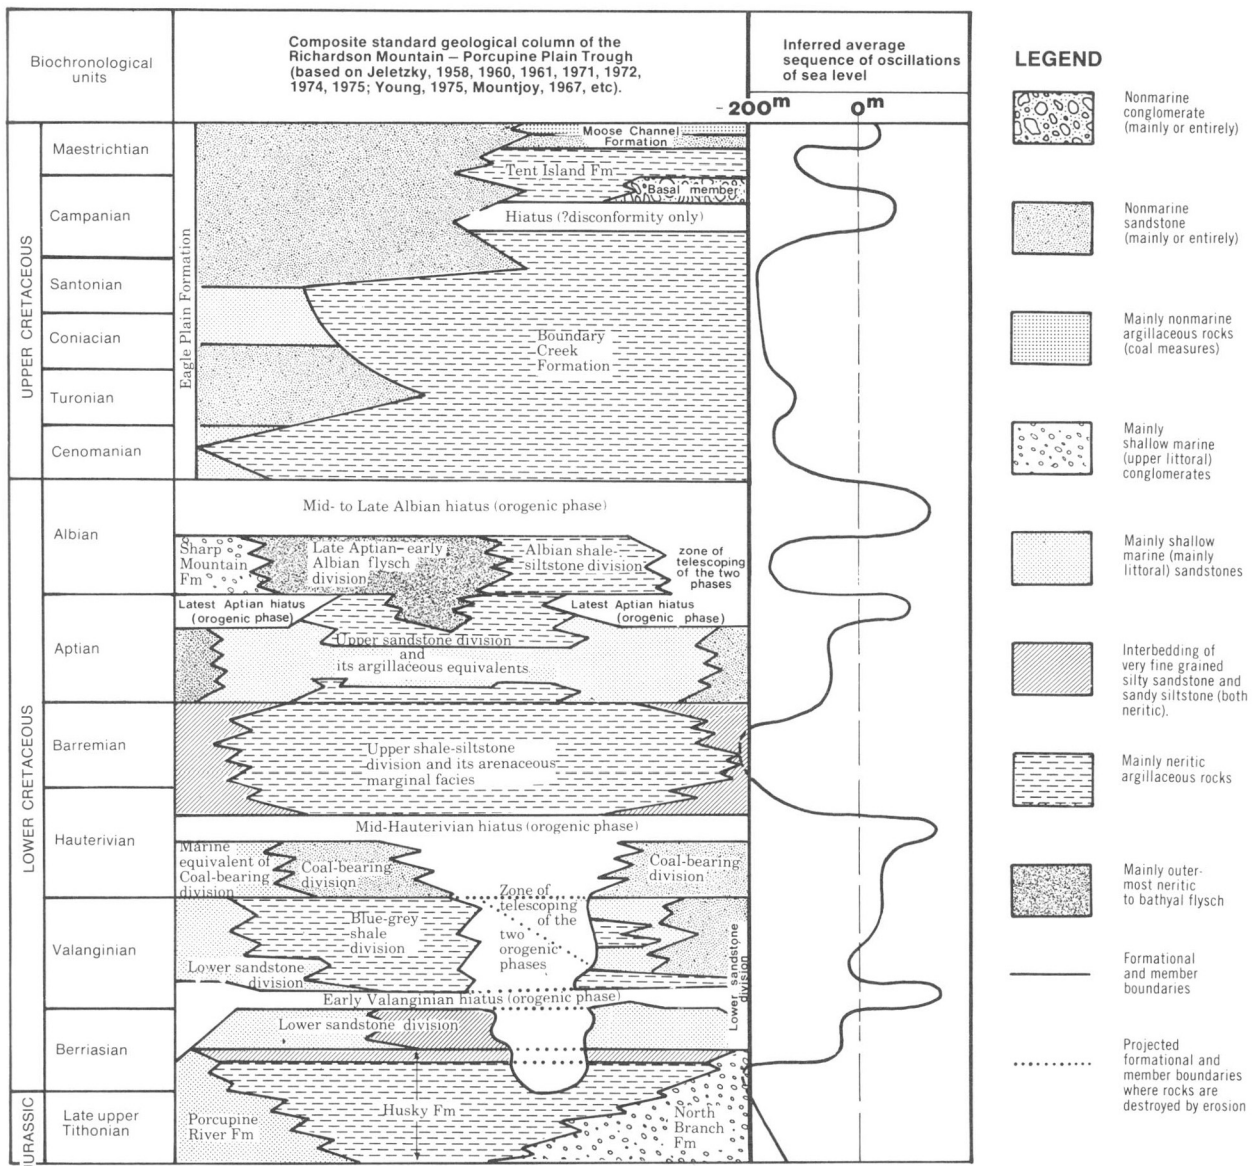 Biochronological
units
Composite standard geological column of the
Richardson Mountain – Porcupine Plain Trough
(based on Jeletzky, 1958, 1960, 1961, 1971, 1972,
1974, 1975; Young, 1975, Mountjoy, 1967, etc).
Inferred average
sequence of oscillations
of sea level
- 200m
0m
UPPER CRETACEOUS
LOWER CRETACEOUS
JURASSIC
Maestrichtian
Campanian
Santonian
Coniacian
Turonian
Cenomanian
Albian
Aptian
Barremian
Hauterivian
Valanginian
Berriasian
Late upper
Tithonian
Eagle Plain Formation
Moose Channel
Formation
Tent Island Fm
Basal member
Hiatus (?disconformity only)
Boundary
Creek
Formation
Mid- to Late Albian hiatus (orogenic phase)
Sharp
Mountain
Fm
Late Aptian–early
Albian flysch
division
Albian shale-
siltstone division
zone of
telescoping
of the two
phases
Latest Aptian hiatus
(orogenic phase)
Latest Aptian hiatus
(orogenic phase)
Upper sandstone division
and
its argillaceous equivalents
Upper shale-siltstone
division and its arenaceous
marginal facies
Mid-Hauterivian hiatus (orogenic phase)
Marine
equivalent of
Coal-bearing
division
Coal-bearing
division
Coal-bearing
division
Zone of
telescoping
of the
two
orogenic
phases
Blue-grey
shale
division
Lower sandstone
division
Lower sandstone
division
Early Valanginian hiatus (orogenic phase)
Lower sandstone division
Husky Fm
Porcupine
River Fm
North
Branch
Fm
LEGEND
Nonmarine
conglomerate
(mainly or entirely)
Nonmarine
sandstone
(mainly or entirely)
Mainly nonmarine
argillaceous rocks
(coal measures)
Mainly
shallow marine
(upper littoral)
conglomerates
Mainly shallow
marine (mainly
littoral) sandstones
Interbedding of
very fine grained
silty sandstone and
sandy siltstone (both
neritic).
Mainly neritic
argillaceous rocks
Mainly outer-
most neritic
to bathyal flysch
Formational
and member
boundaries
Projected
formational and
member boundaries
where rocks are
destroyed by erosion